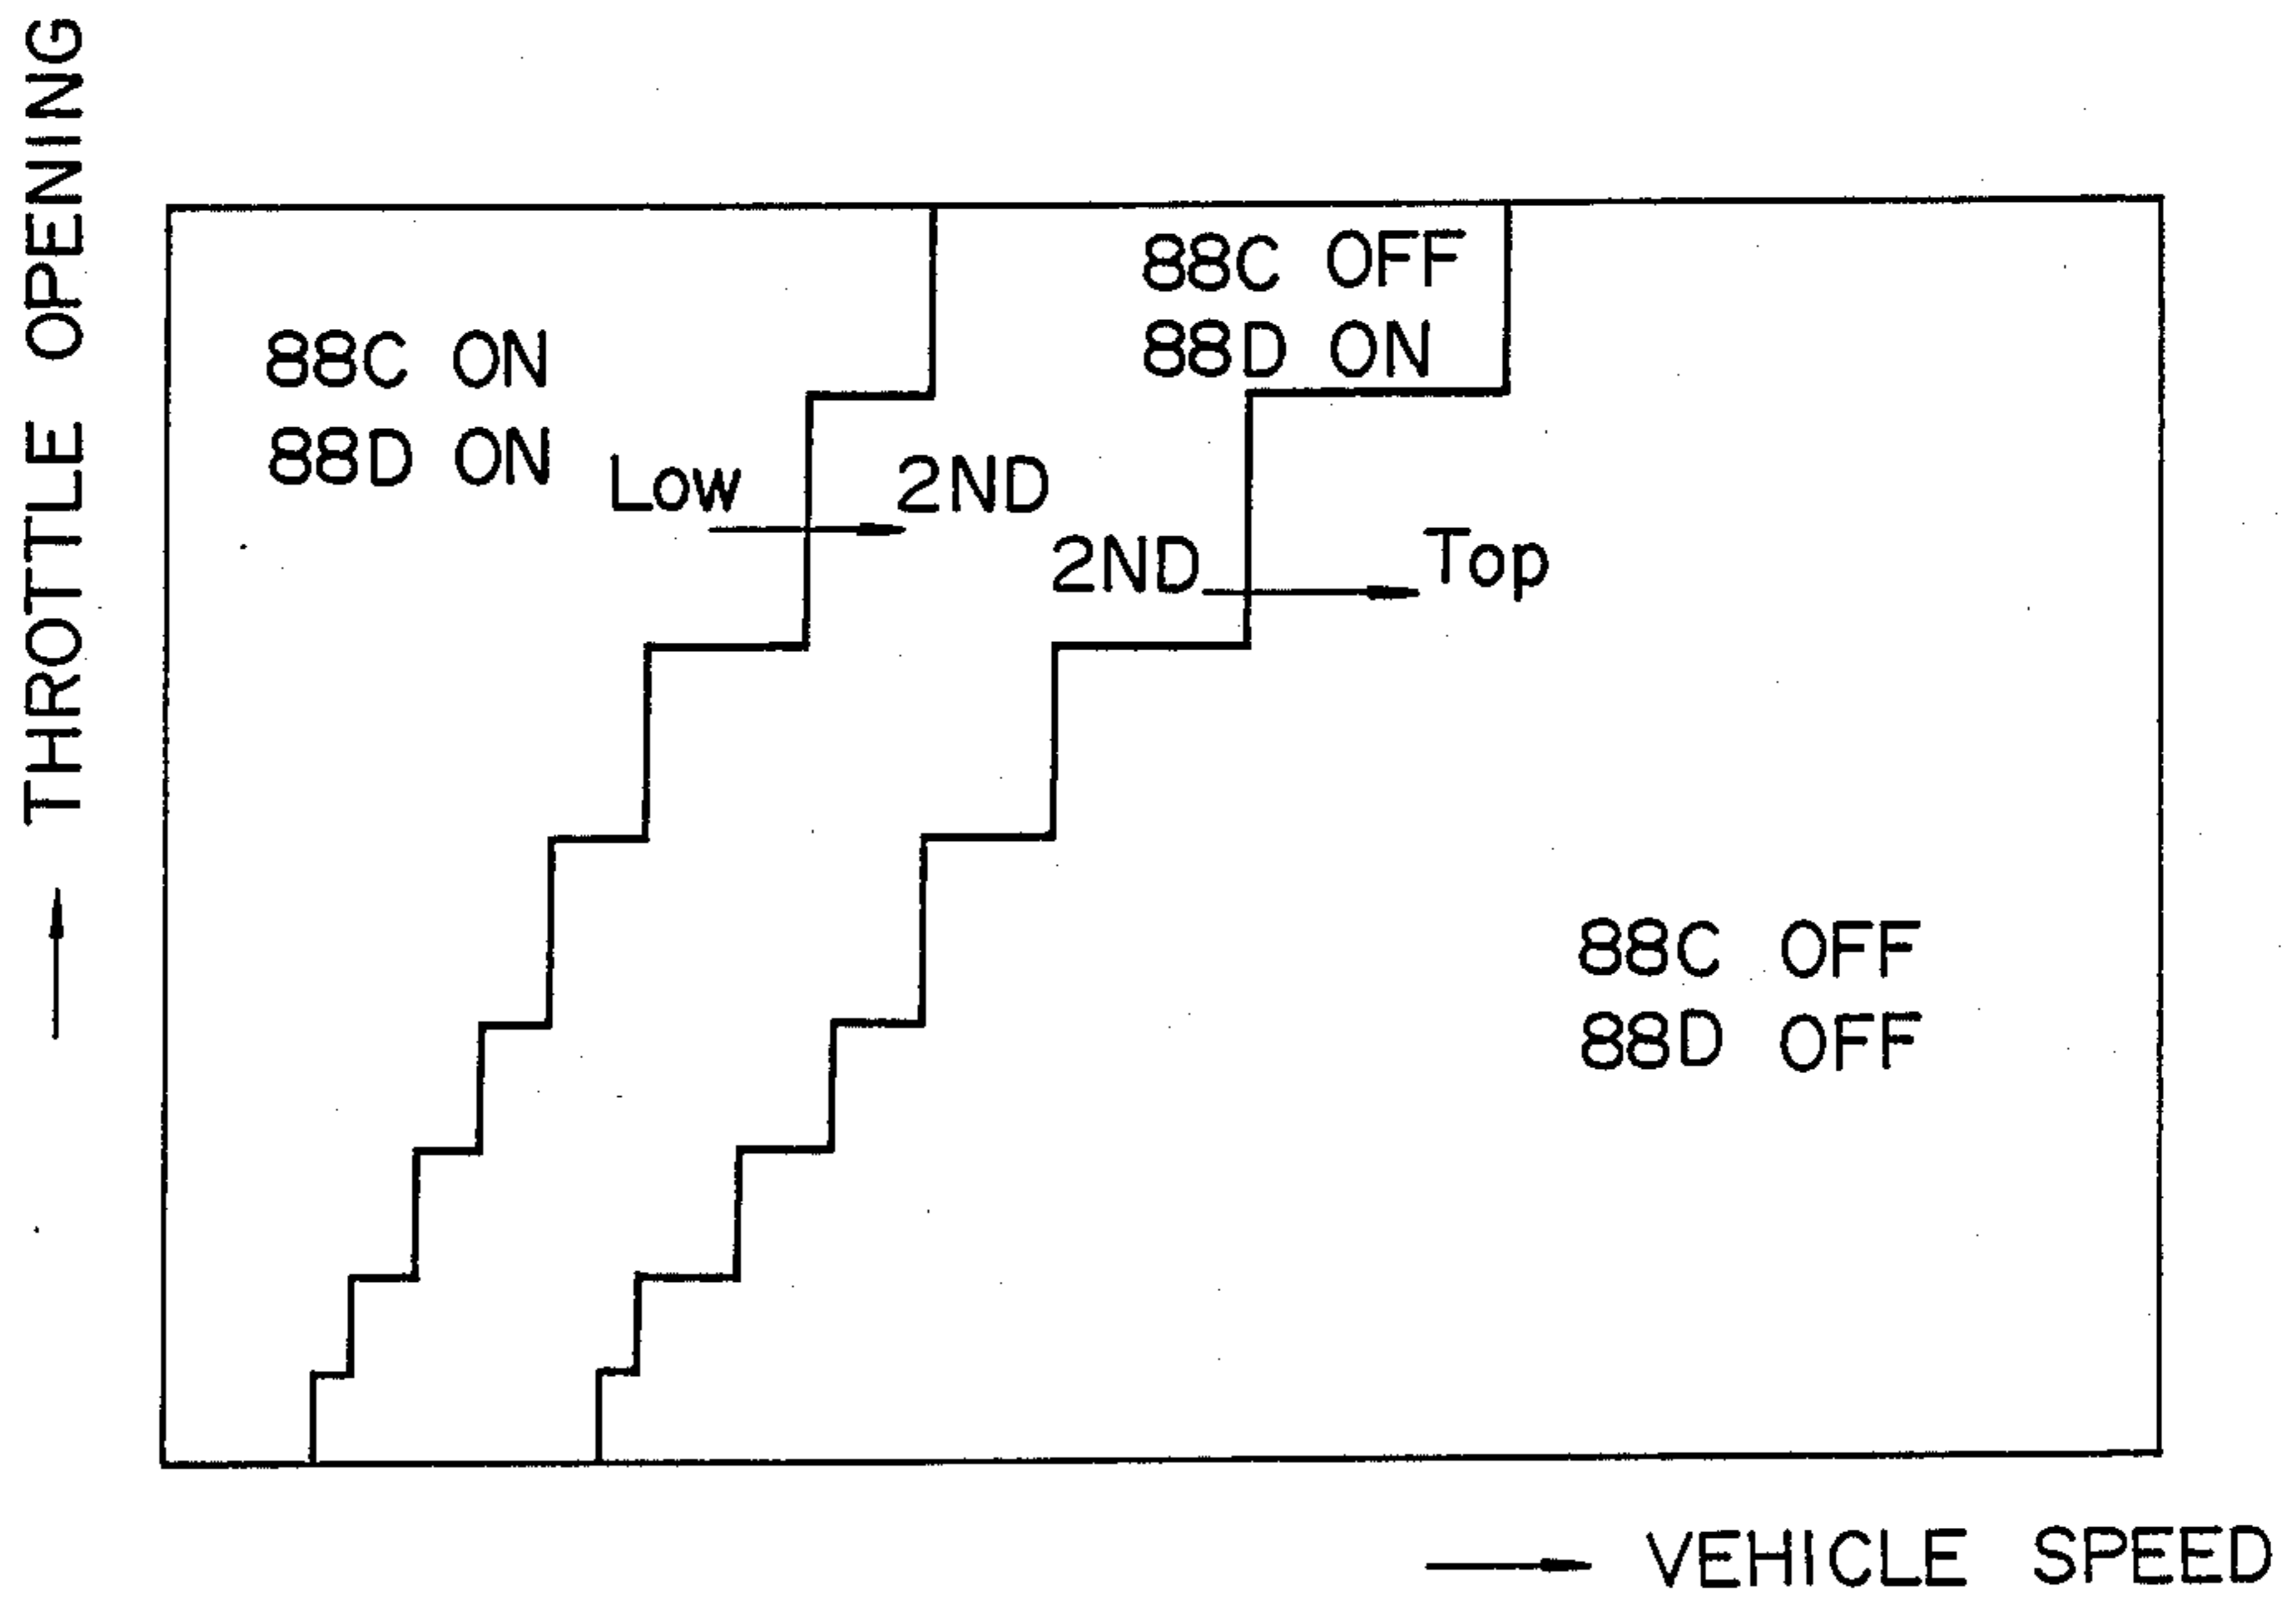 THROTTLE OPENING
88C ON
88D ON
88C OFF
88D ON
Low
2ND
2ND
Top
88C OFF
88D OFF
VEHICLE SPEED